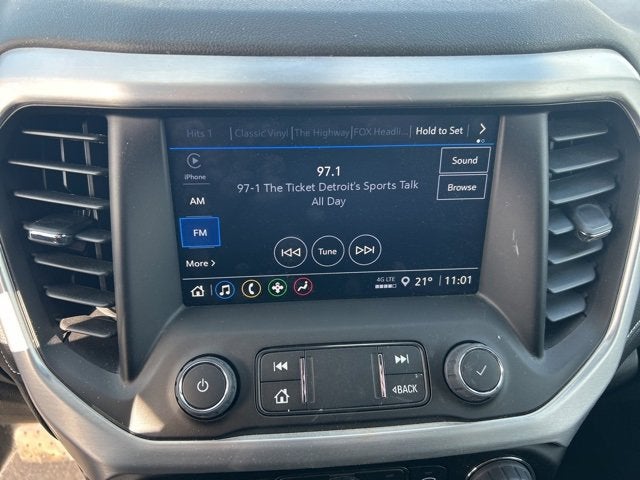 Hits 1 | Classic Vinyl | The Highway | FOX Headli... Hold to Set
iPhone
97.1
Sound
97-1 The Ticket Detroit's Sports Talk
Browse
AM
All Day
FM
Tune
More >
4G LTE 21° 11:01
BACK